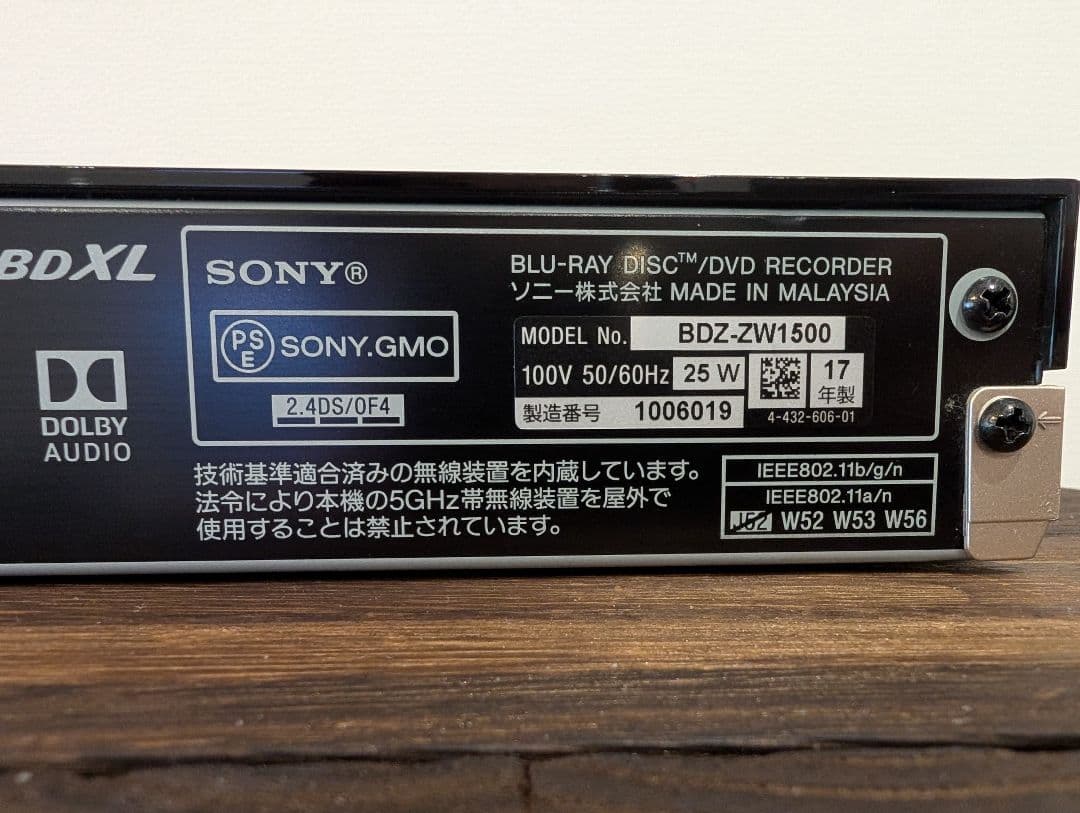 BDXL
DOLBY
AUDIO
SONY®
PS
E
SONY.GMO
2.4DS/OF4
BLU-RAY DISC™/DVD RECORDER
ソニー株式会社 MADE IN MALAYSIA
MODEL No. BDZ-ZW1500
100V 50/60Hz 25 W
製造番号 1006019
17
年製
4-432-606-01
技術基準適合済みの無線装置を内蔵しています。
法令により本機の5GHz帯無線装置を屋外で
使用することは禁止されています。
IEEE802.11b/g/n
IEEE802.11a/n
J52 W52 W53 W56